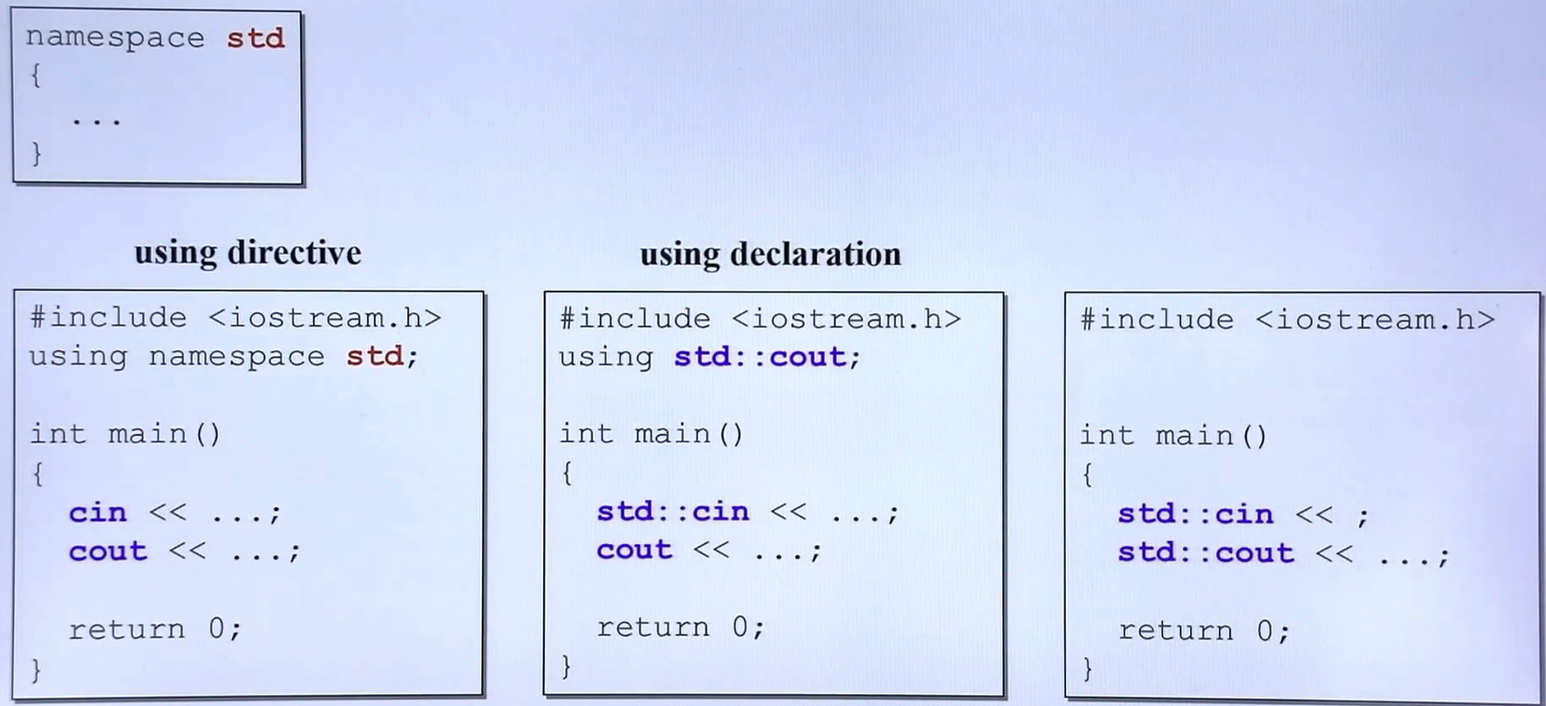 namespace std
{
...
}
using directive
#include <iostream.h>
using namespace std;
int main()
{
cin << ...;
cout << ...;
return 0;
}
using declaration
#include <iostream.h>
using std::cout;
int main()
{
std::cin << ...;
cout << ...;
return 0;
}
#include <iostream.h>
int main()
{
std::cin << ;
std::cout << ...;
return 0;
}